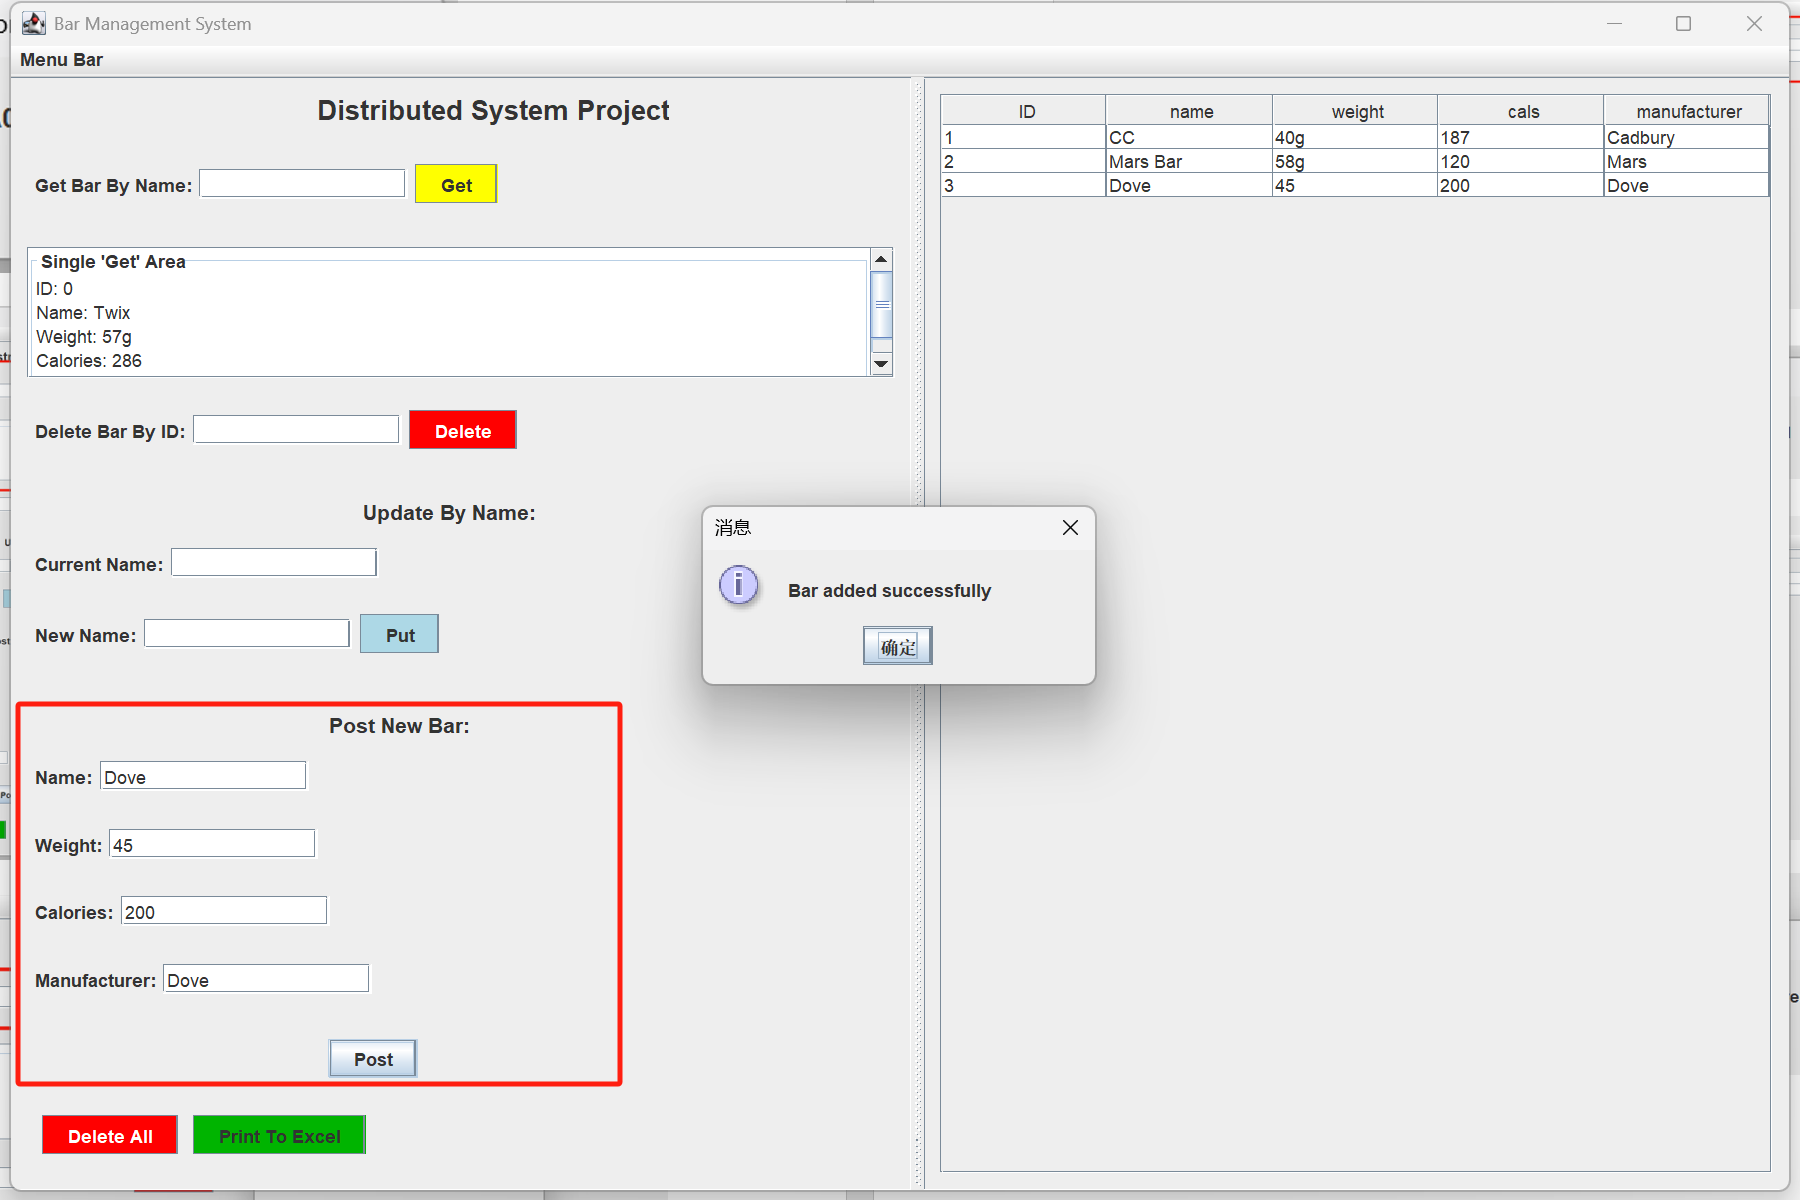 Bar Management System
Menu Bar
Distributed System Project
Get Bar By Name: Get
Single 'Get' Area
ID: 0
Name: Twix
Weight: 57g
Calories: 286
Delete Bar By ID: Delete
Update By Name:
Current Name:
New Name: Put
Post New Bar:
Name: Dove
Weight: 45
Calories: 200
Manufacturer: Dove
Post
Delete All Print To Excel
ID name weight cals manufacturer
1 CC 40g 187 Cadbury
2 Mars Bar 58g 120 Mars
3 Dove 45 200 Dove
消息
Bar added successfully
确定